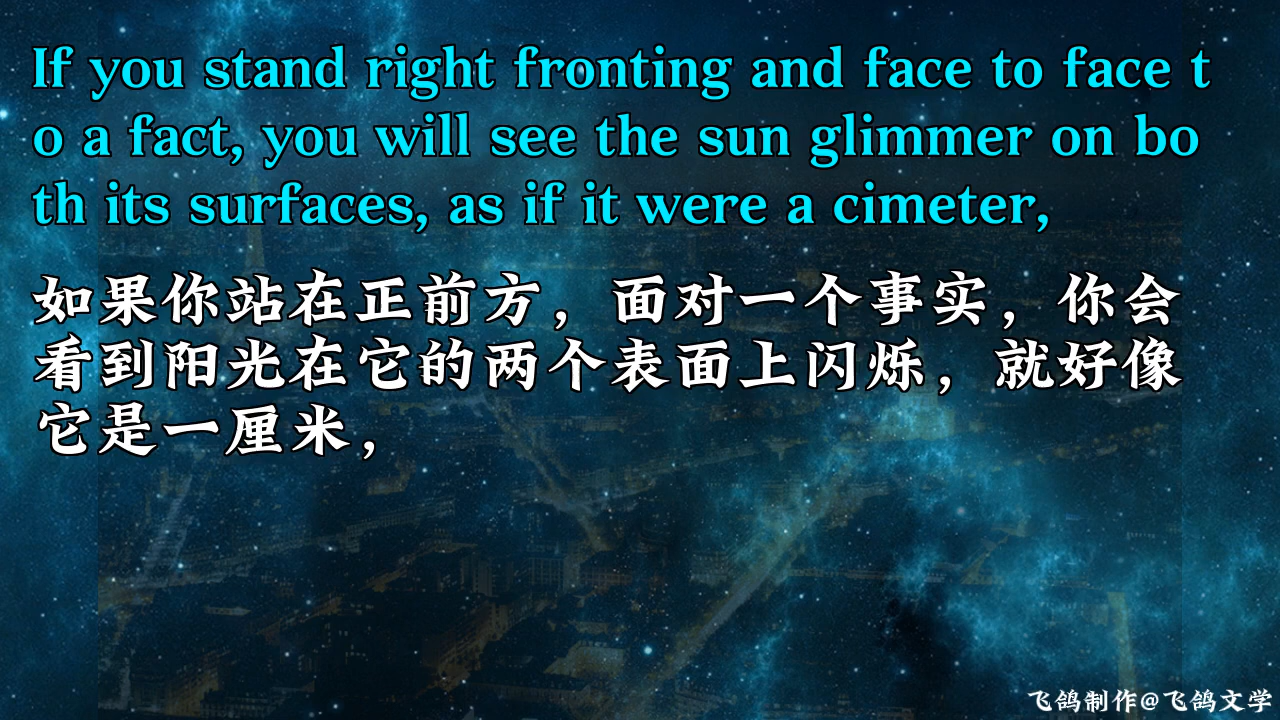 If you stand right fronting and face to face t
o a fact, you will see the sun glimmer on bo
th its surfaces, as if it were a cimeter,
如果你站在正前方，面对一个事实，你会
看到阳光在它的两个表面上闪烁，就好像
它是一厘米，
飞鸽制作@飞鸽文学